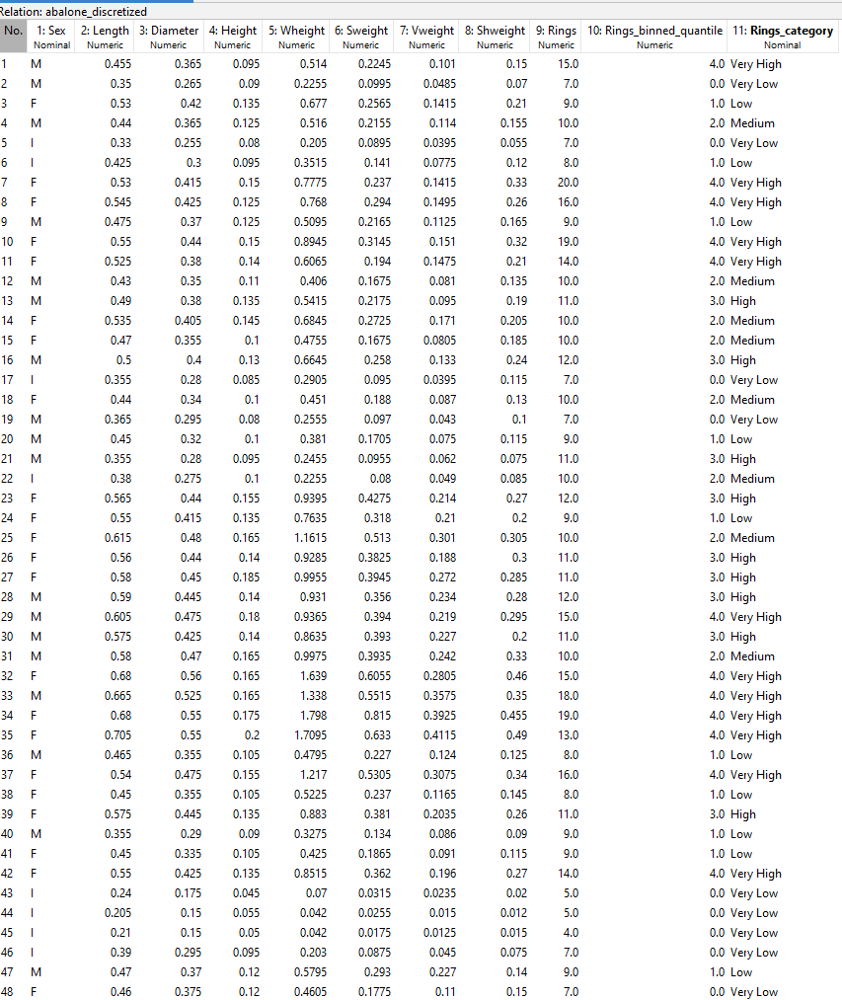 Relation: abalone_discretized
No. 1: Sex 2: Length 3: Diameter 4: Height 5: Wheight 6: Sweight 7: Vweight 8: Shweight 9: Rings 10: Rings_binned_quantile 11: Rings_category
Nominal Numeric Numeric Numeric Numeric Numeric Numeric Numeric Numeric Numeric Nominal
1 M 0.455 0.365 0.095 0.514 0.2245 0.101 0.15 15.0 4.0 Very High
2 M 0.35 0.265 0.09 0.2255 0.0995 0.0485 0.07 7.0 0.0 Very Low
3 F 0.53 0.42 0.135 0.677 0.2565 0.1415 0.21 9.0 1.0 Low
4 M 0.44 0.365 0.125 0.516 0.2155 0.114 0.155 10.0 2.0 Medium
5 I 0.33 0.255 0.08 0.205 0.0895 0.0395 0.055 7.0 0.0 Very Low
6 I 0.425 0.3 0.095 0.3515 0.141 0.0775 0.12 8.0 1.0 Low
7 F 0.53 0.415 0.15 0.7775 0.237 0.1415 0.33 20.0 4.0 Very High
8 F 0.545 0.425 0.125 0.768 0.294 0.1495 0.26 16.0 4.0 Very High
9 M 0.475 0.37 0.125 0.5095 0.2165 0.1125 0.165 9.0 1.0 Low
10 F 0.55 0.44 0.15 0.8945 0.3145 0.151 0.32 19.0 4.0 Very High
11 F 0.525 0.38 0.14 0.6065 0.194 0.1475 0.21 14.0 4.0 Very High
12 M 0.43 0.35 0.11 0.406 0.1675 0.081 0.135 10.0 2.0 Medium
13 M 0.49 0.38 0.135 0.5415 0.2175 0.095 0.19 11.0 3.0 High
14 F 0.535 0.405 0.145 0.6845 0.2725 0.171 0.205 10.0 2.0 Medium
15 F 0.47 0.355 0.1 0.4755 0.1675 0.0805 0.185 10.0 2.0 Medium
16 M 0.5 0.4 0.13 0.6645 0.258 0.133 0.24 12.0 3.0 High
17 I 0.355 0.28 0.085 0.2905 0.095 0.0395 0.115 7.0 0.0 Very Low
18 F 0.44 0.34 0.1 0.451 0.188 0.087 0.13 10.0 2.0 Medium
19 M 0.365 0.295 0.08 0.2555 0.097 0.043 0.1 7.0 0.0 Very Low
20 M 0.45 0.32 0.1 0.381 0.1705 0.075 0.115 9.0 1.0 Low
21 M 0.355 0.28 0.095 0.2455 0.0955 0.062 0.075 11.0 3.0 High
22 I 0.38 0.275 0.1 0.2255 0.08 0.049 0.085 10.0 2.0 Medium
23 F 0.565 0.44 0.155 0.9395 0.4275 0.214 0.27 12.0 3.0 High
24 F 0.55 0.415 0.135 0.7635 0.318 0.21 0.2 9.0 1.0 Low
25 F 0.615 0.48 0.165 1.1615 0.513 0.301 0.305 10.0 2.0 Medium
26 F 0.56 0.44 0.14 0.9285 0.3825 0.188 0.3 11.0 3.0 High
27 F 0.58 0.45 0.185 0.9955 0.3945 0.272 0.285 11.0 3.0 High
28 M 0.59 0.445 0.14 0.931 0.356 0.234 0.28 12.0 3.0 High
29 M 0.605 0.475 0.18 0.9365 0.394 0.219 0.295 15.0 4.0 Very High
30 M 0.575 0.425 0.14 0.8635 0.393 0.227 0.2 11.0 3.0 High
31 M 0.58 0.47 0.165 0.9975 0.3935 0.242 0.33 10.0 2.0 Medium
32 F 0.68 0.56 0.165 1.639 0.6055 0.2805 0.46 15.0 4.0 Very High
33 M 0.665 0.525 0.165 1.338 0.5515 0.3575 0.35 18.0 4.0 Very High
34 F 0.68 0.55 0.175 1.798 0.815 0.3925 0.455 19.0 4.0 Very High
35 F 0.705 0.55 0.2 1.7095 0.633 0.4115 0.49 13.0 4.0 Very High
36 M 0.465 0.355 0.105 0.4795 0.227 0.124 0.125 8.0 1.0 Low
37 F 0.54 0.475 0.155 1.217 0.5305 0.3075 0.34 16.0 4.0 Very High
38 F 0.45 0.355 0.105 0.5225 0.237 0.1165 0.145 8.0 1.0 Low
39 F 0.575 0.445 0.135 0.883 0.381 0.2035 0.26 11.0 3.0 High
40 M 0.355 0.29 0.09 0.3275 0.134 0.086 0.09 9.0 1.0 Low
41 F 0.45 0.335 0.105 0.425 0.1865 0.091 0.115 9.0 1.0 Low
42 F 0.55 0.425 0.135 0.8515 0.362 0.196 0.27 14.0 4.0 Very High
43 I 0.24 0.175 0.045 0.07 0.0315 0.0235 0.02 5.0 0.0 Very Low
44 I 0.205 0.15 0.055 0.042 0.0255 0.015 0.012 5.0 0.0 Very Low
45 I 0.21 0.15 0.05 0.042 0.0175 0.0125 0.015 4.0 0.0 Very Low
46 I 0.39 0.295 0.095 0.203 0.0875 0.045 0.075 7.0 0.0 Very Low
47 M 0.47 0.37 0.12 0.5795 0.293 0.227 0.14 9.0 1.0 Low
48 F 0.46 0.375 0.12 0.4605 0.1775 0.11 0.15 7.0 0.0 Very Low